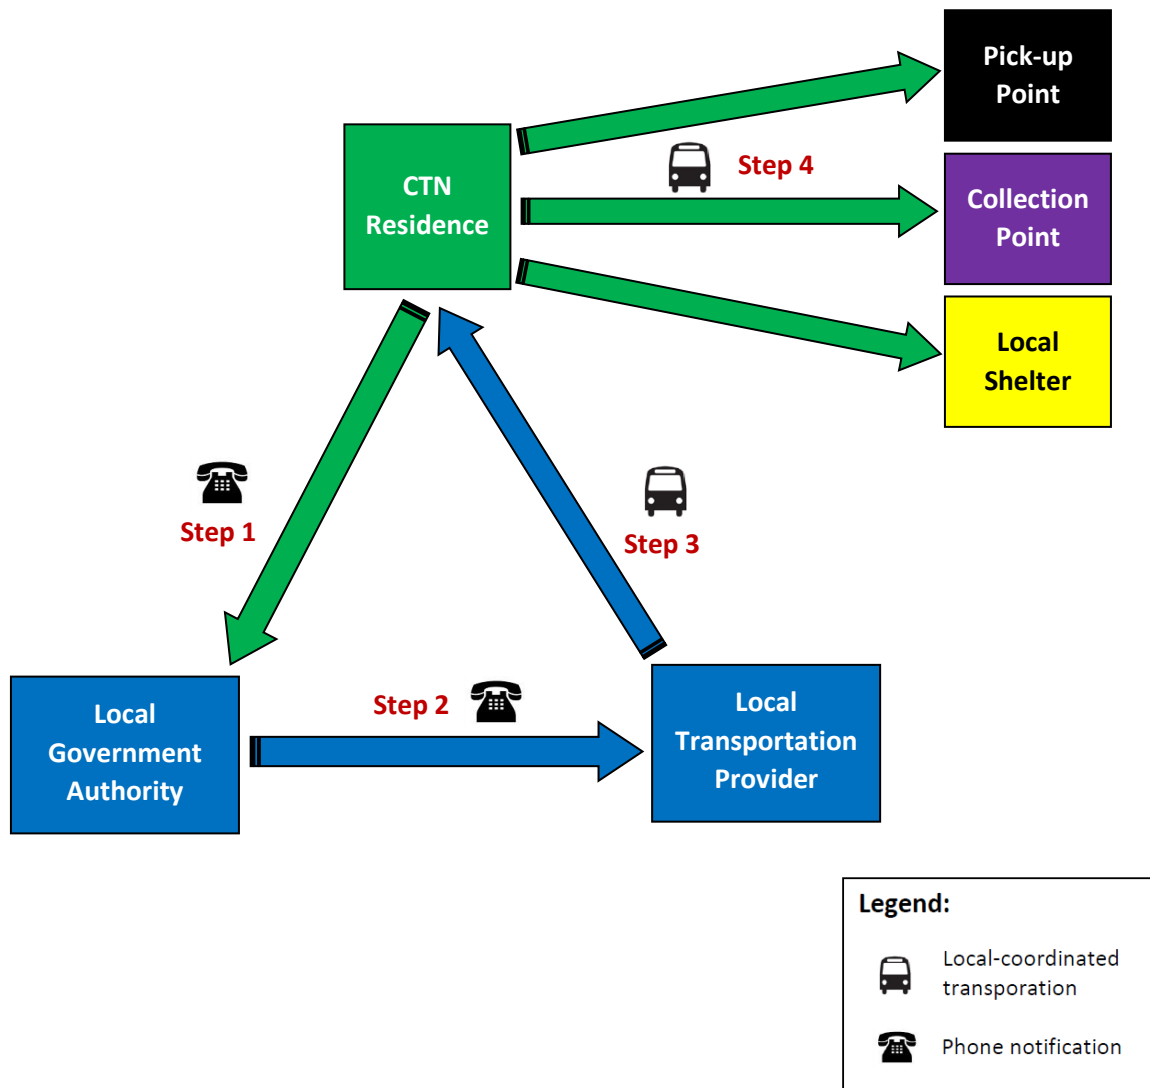 Pick-up
Point
CTN
Residence
Step 4
Collection
Point
Local
Shelter
Step 1
Step 3
Local
Government
Authority
Step 2
Local
Transportation
Provider
Legend:
Local-coordinated
transporation
Phone notification